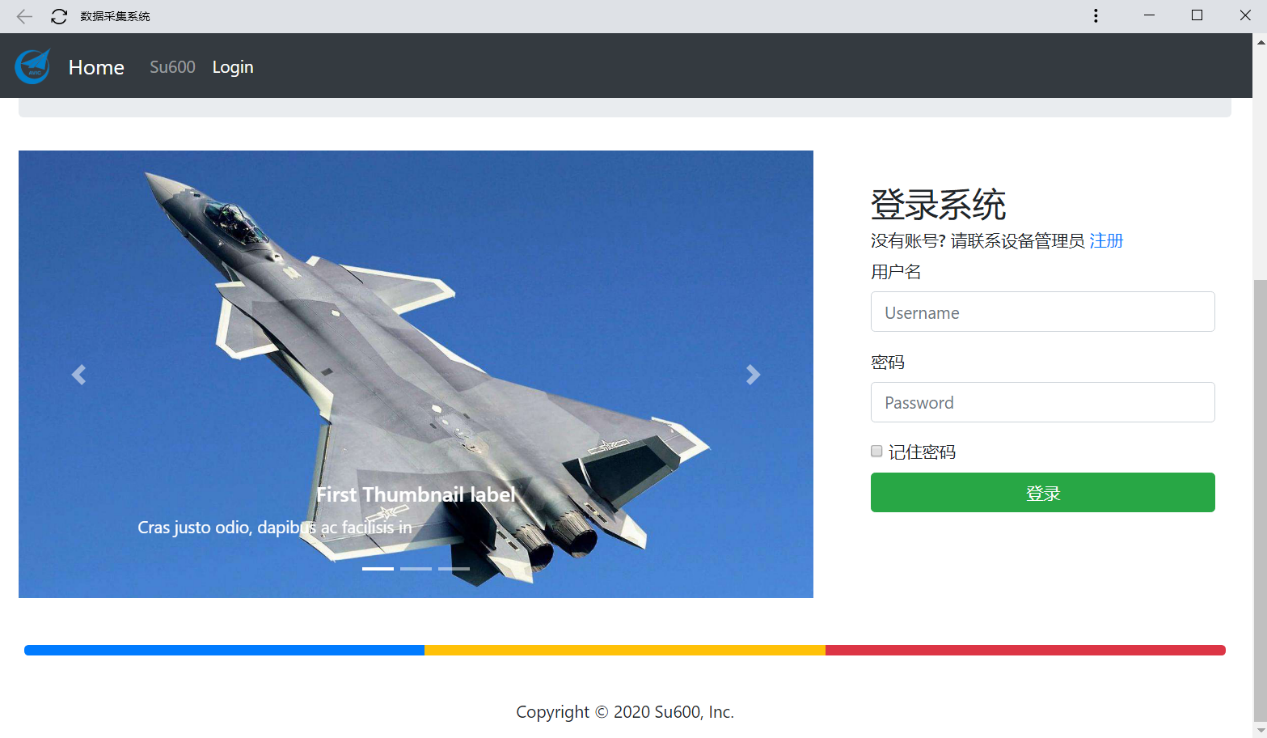 数据采集系统
Home Su600 Login
登录系统
没有账号? 请联系设备管理员 注册
用户名
Username
密码
Password
记住密码
登录
First Thumbnail label
Cras justo odio, dapibus ac facilisis in
Copyright © 2020 Su600, Inc.